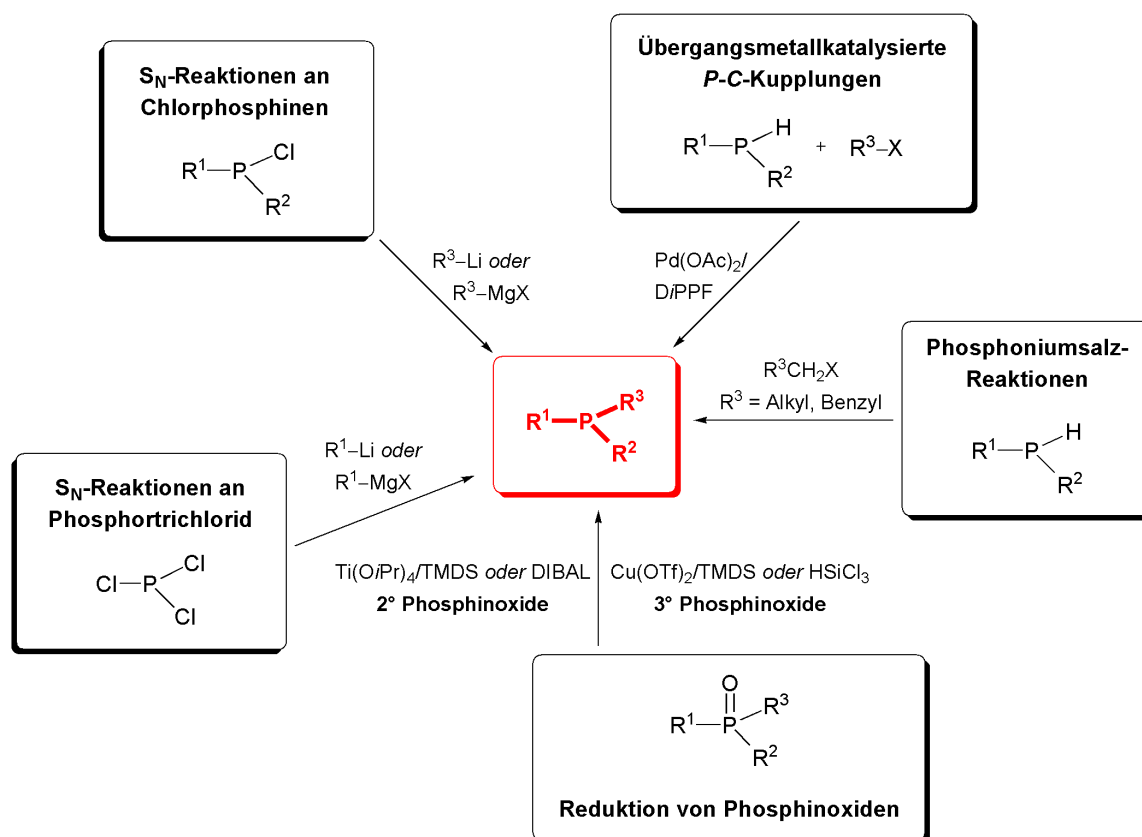 S_N-Reaktionen an
Chlorphosphinen
R¹ P Cl
R²
Übergangsmetallkatalysierte
P-C-Kupplungen
R¹ P H + R³–X
R²
R³–Li oder
R³–MgX
Pd(OAc)₂/
DiPPF
Phosphoniumsalz-
Reaktionen
R¹ P H
R²
R³CH₂X
R³ = Alkyl, Benzyl
R¹ P R³
R²
R¹–Li oder
R¹–MgX
S_N-Reaktionen an
Phosphortrichlorid
Cl P Cl
Cl
Ti(OiPr)₄/TMDS oder DIBAL
2° Phosphinoxide
Cu(OTf)₂/TMDS oder HSiCl₃
3° Phosphinoxide
O
R¹ P R³
R²
Reduktion von Phosphinoxiden